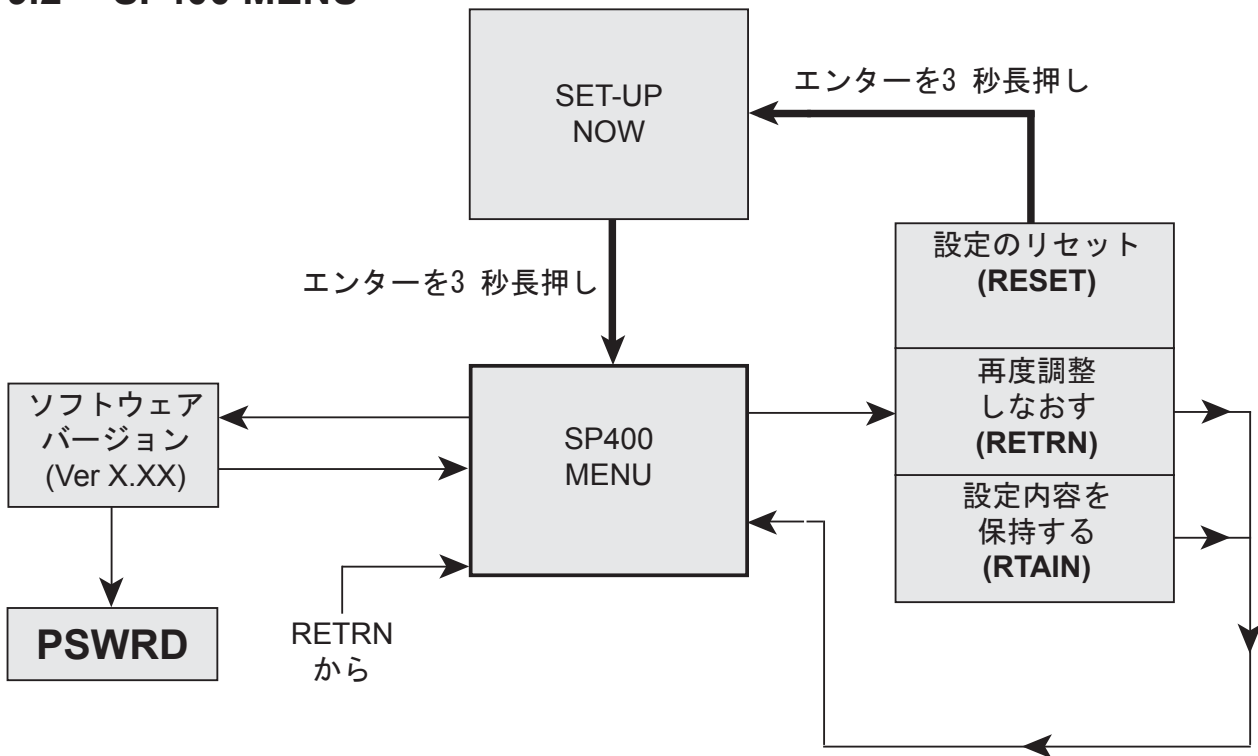 SP400 MENU
SET-UP
NOW
エンターを3 秒長押し
設定のリセット
(RESET)
エンターを3 秒長押し
再度調整
しなおす
(RETRN)
ソフトウェア
バージョン
(Ver X.XX)
SP400
MENU
設定内容を
保持する
(RTAIN)
PSWRD
RETRN
から